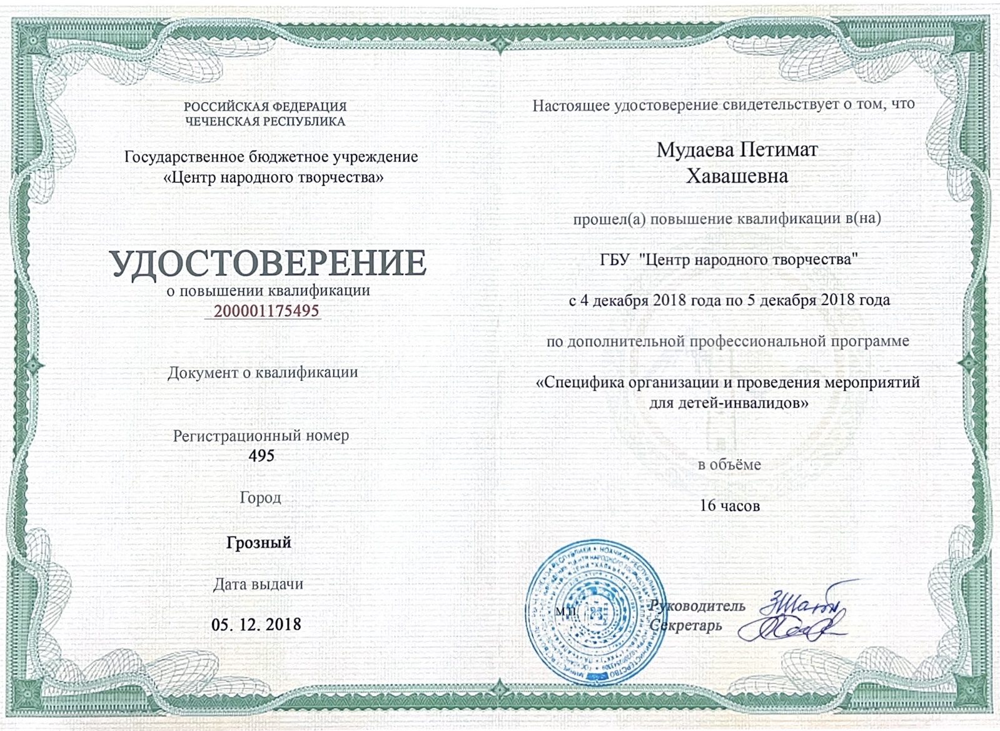 РОССИЙСКАЯ ФЕДЕРАЦИЯ
ЧЕЧЕНСКАЯ РЕСПУБЛИКА
Государственное бюджетное учреждение
«Центр народного творчества»
УДОСТОВЕРЕНИЕ
о повышении квалификации
200001175495
Документ о квалификации
Регистрационный номер
495
Город
Грозный
Дата выдачи
05. 12. 2018
Настоящее удостоверение свидетельствует о том, что
Мудаева Петимат
Хавашевна
прошел(а) повышение квалификации в(на)
ГБУ "Центр народного творчества"
с 4 декабря 2018 года по 5 декабря 2018 года
по дополнительной профессиональной программе
«Специфика организации и проведения мероприятий
для детей-инвалидов»
в объёме
16 часов
М.П.
Руководитель
Секретарь